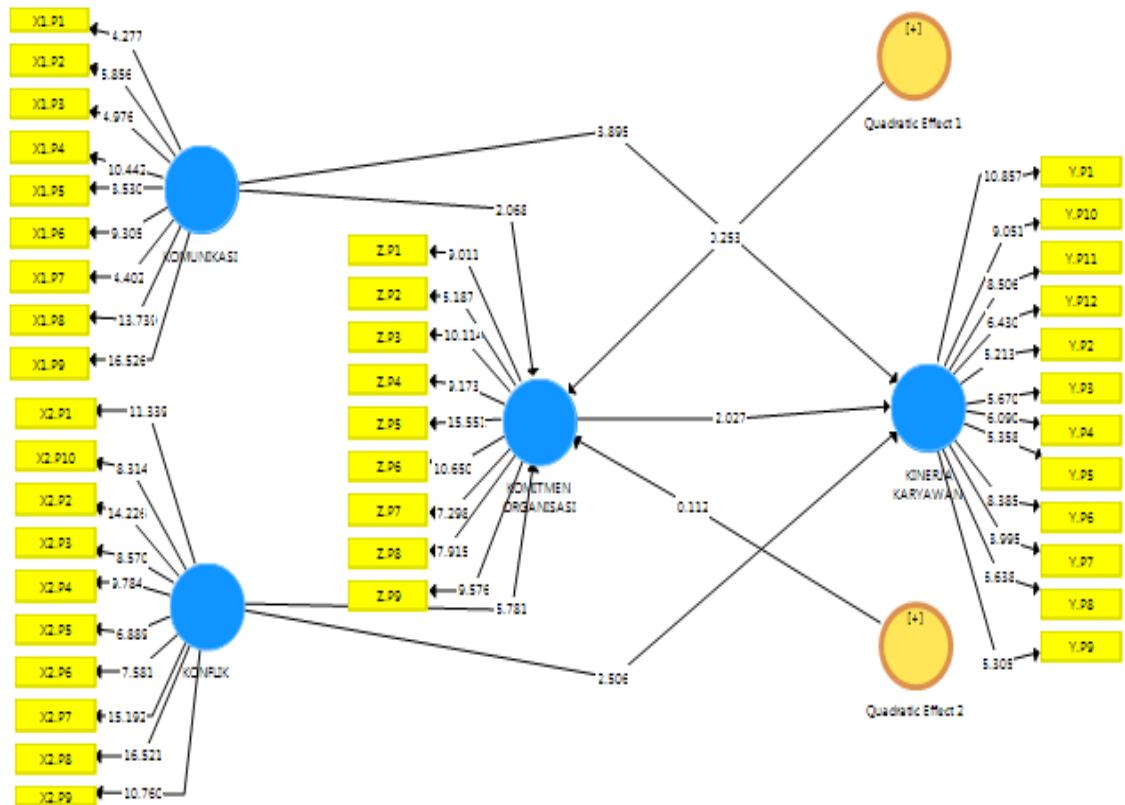 X1.P1
4.277
X1.P2
5.856
X1.P3
4.976
X1.P4
10.442
X1.P5
3.530
X1.P6
9.305
X1.P7
4.402
X1.P8
13.739
X1.P9
16.526
KOMUNIKASI
3.895
2.068
[+]
Quadratic Effect 1
0.253
Z.P1
9.011
Z.P2
5.187
Z.P3
10.114
Z.P4
9.173
Z.P5
15.551
Z.P6
10.650
Z.P7
7.298
Z.P8
7.915
Z.P9
9.576
KOMITMEN
ORGANISASI
2.027
0.112
Y.P1
10.857
Y.P10
9.051
Y.P11
8.506
Y.P12
6.430
Y.P2
5.213
Y.P3
5.670
Y.P4
6.090
Y.P5
5.358
Y.P6
8.385
Y.P7
3.995
Y.P8
5.638
Y.P9
5.305
KINERJA
KARYAWAN
X2.P1
11.339
X2.P10
8.314
X2.P2
14.226
X2.P3
8.570
X2.P4
9.784
X2.P5
6.889
X2.P6
7.581
X2.P7
15.192
X2.P8
16.521
X2.P9
10.760
KONFLIK
5.781
2.506
[+]
Quadratic Effect 2